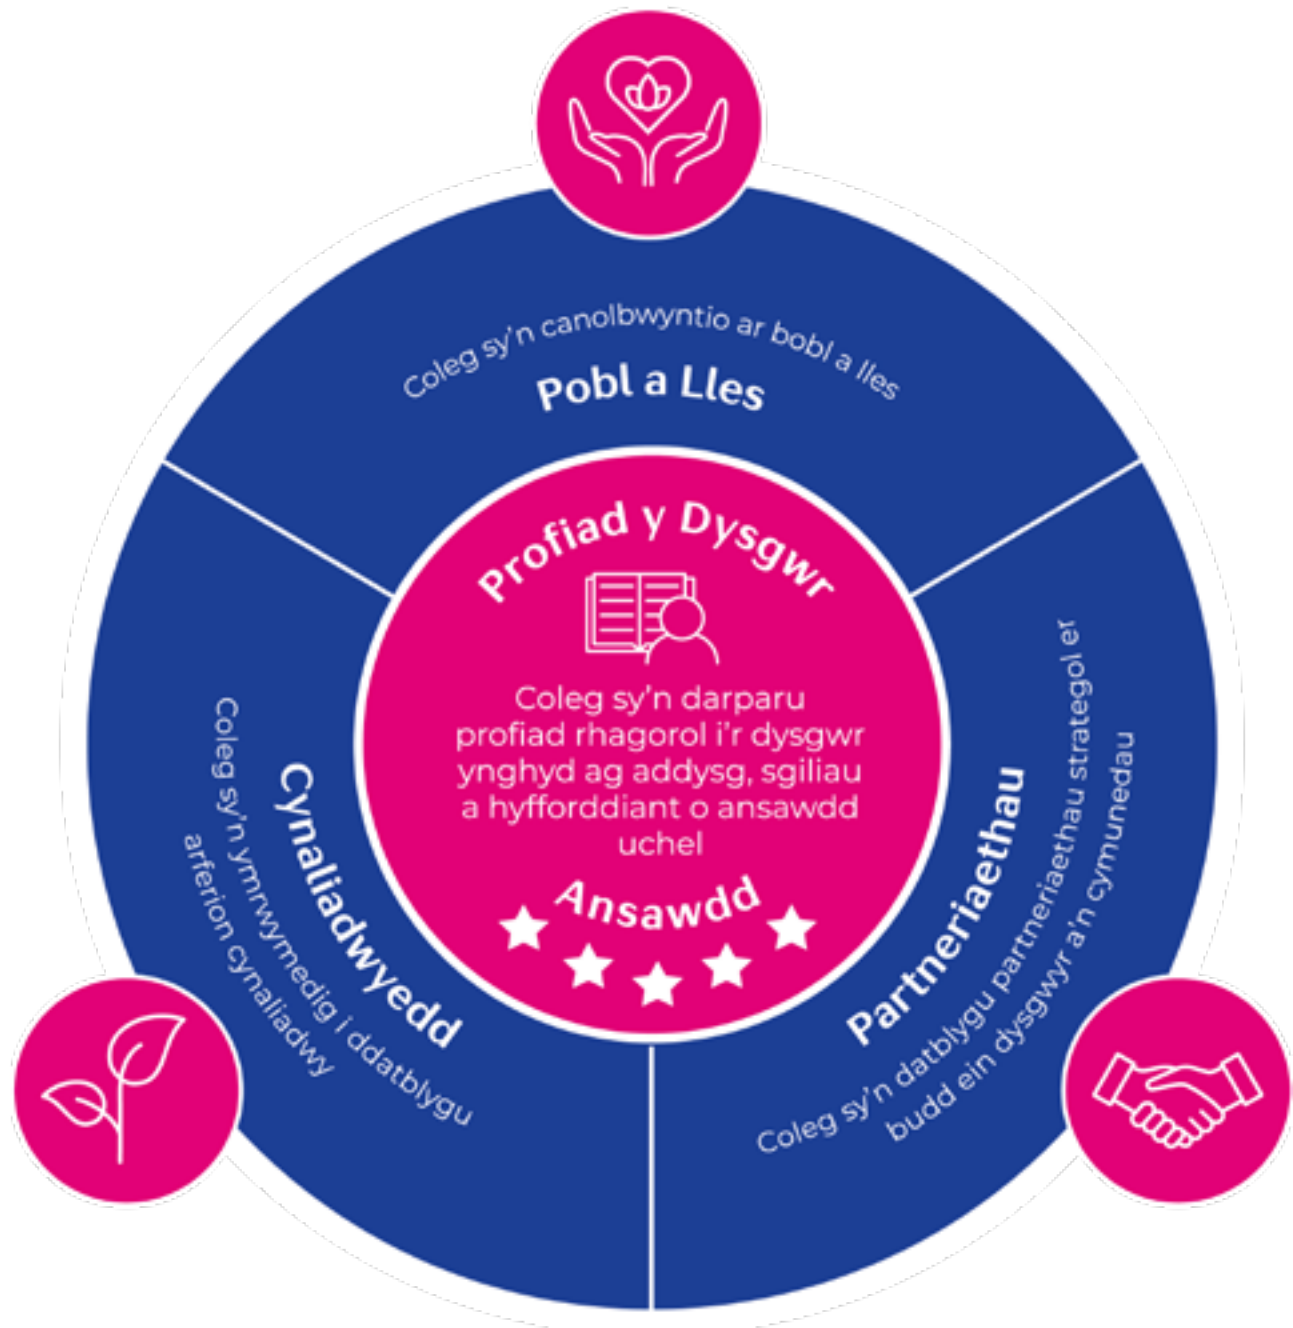 Coleg sy'n canolbwyntio ar bobl a lles
Pobl a Lles
Profiad y Dysgwr
Coleg sy'n darparu
profiad rhagorol i'r dysgwr
ynghyd ag addysg, sgiliau
a hyfforddiant o ansawdd
uchel
Ansawdd
Cynaliadwyedd
Coleg sy'n ymrwymedig i ddatblygu
arferion cynaliadwy
Partneriaethau
Coleg sy'n datblygu partneriaethau strategol er
budd ein dysgwyr a'n cymunedau